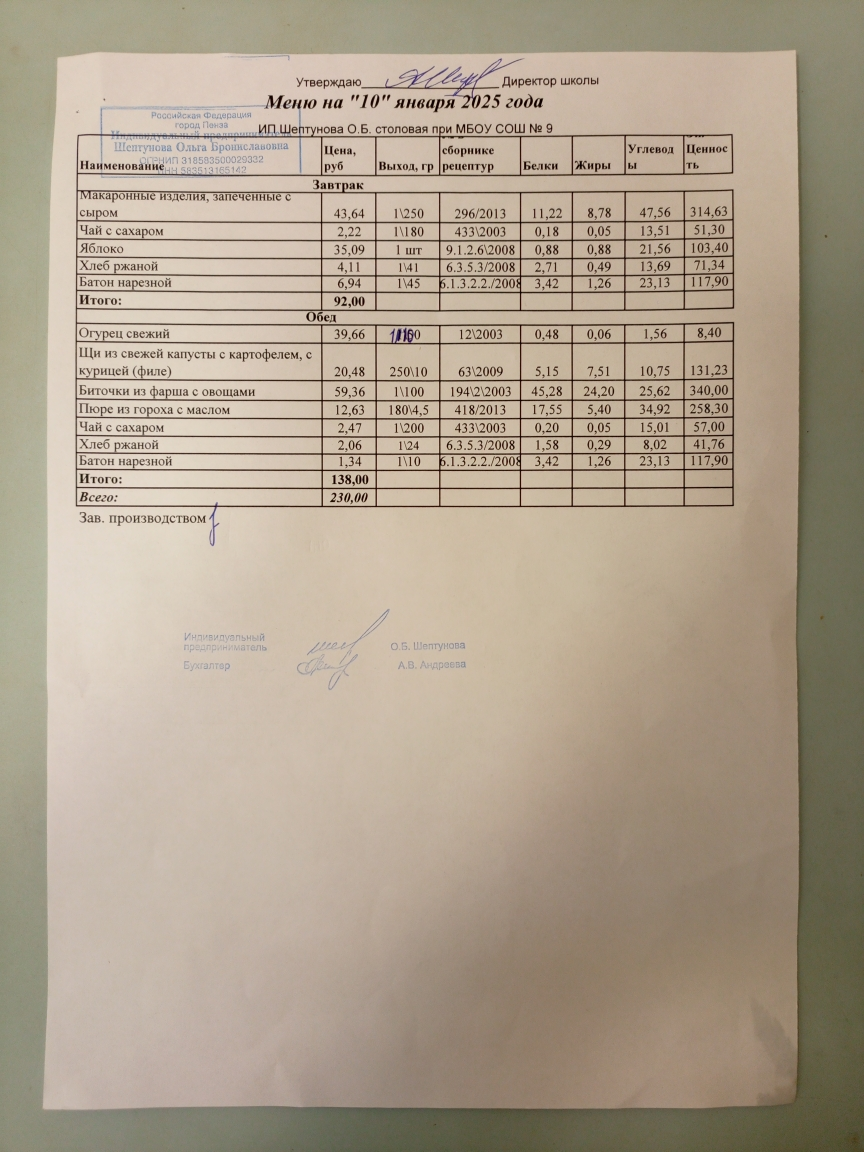 Утверждаю Директор школы
Меню на "10" января 2025 года
Российская Федерация
город Пенза
Индивидуальный предприниматель
Шептунова Ольга Брониславовна
ОГРНИП 318583500029332
ИНН 583513165142
ИП Шептунова О.Б. столовая при МБОУ СОШ № 9
Наименование Цена, руб Выход, гр сборнике рецептур Белки Жиры Углеводы Ценность
Завтрак
Макаронные изделия, запеченные с
сыром 43,64 1\250 296/2013 11,22 8,78 47,56 314,63
Чай с сахаром 2,22 1\180 433\2003 0,18 0,05 13,51 51,30
Яблоко 35,09 1 шт 9.1.2.6\2008 0,88 0,88 21,56 103,40
Хлеб ржаной 4,11 1\41 6.3.5.3/2008 2,71 0,49 13,69 71,34
Батон нарезной 6,94 1\45 6.1.3.2.2./2008 3,42 1,26 23,13 117,90
Итого: 92,00
Обед
Огурец свежий 39,66 12\2003 0,48 0,06 1,56 8,40
Щи из свежей капусты с картофелем, с
курицей (филе) 20,48 250\10 63\2009 5,15 7,51 10,75 131,23
Биточки из фарша с овощами 59,36 1\100 194\2\2003 45,28 24,20 25,62 340,00
Пюре из гороха с маслом 12,63 180\4,5 418/2013 17,55 5,40 34,92 258,30
Чай с сахаром 2,47 1\200 433\2003 0,20 0,05 15,01 57,00
Хлеб ржаной 2,06 1\24 6.3.5.3/2008 1,58 0,29 8,02 41,76
Батон нарезной 1,34 1\10 6.1.3.2.2./2008 3,42 1,26 23,13 117,90
Итого: 138,00
Всего: 230,00
Зав. производством
Индивидуальный
предприниматель О.Б. Шептунова
Бухгалтер А.В. Андреева